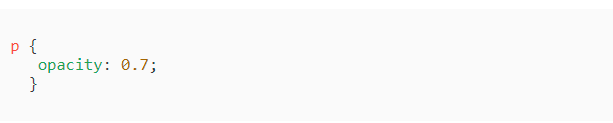 p {
   opacity: 0.7;
  }